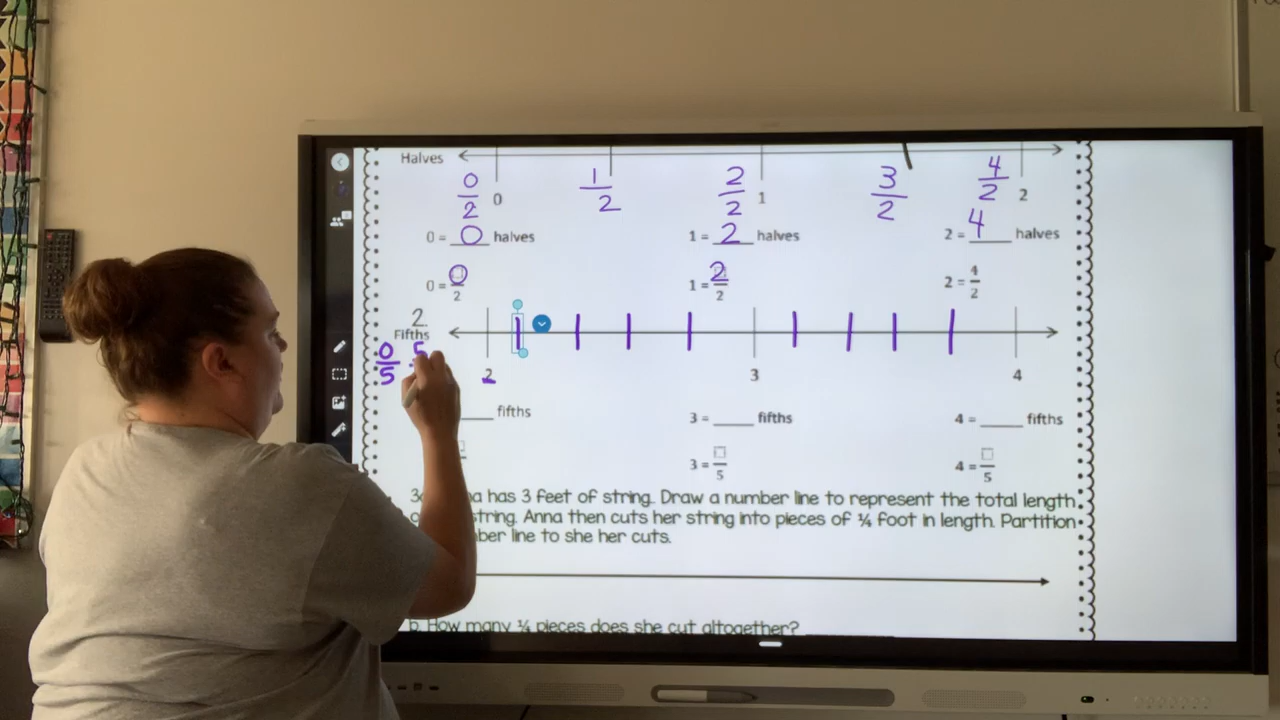 Halves
0/2 0 1/2 2/2 1 3/2 4/2 2
0 = 0 halves 1 = 2 halves 2 = 4 halves
0 = 0/2 1 = 2/2 2 = 4/2
2.
Fifths
0/5 5
2 3 4
fifths 3 = ____ fifths 4 = ____ fifths
3 = □/5 4 = □/5
has 3 feet of string. Draw a number line to represent the total length
string. Anna then cuts her string into pieces of ¼ foot in length. Partition
line to she her cuts.
b. How many ¼ pieces does she cut altogether?